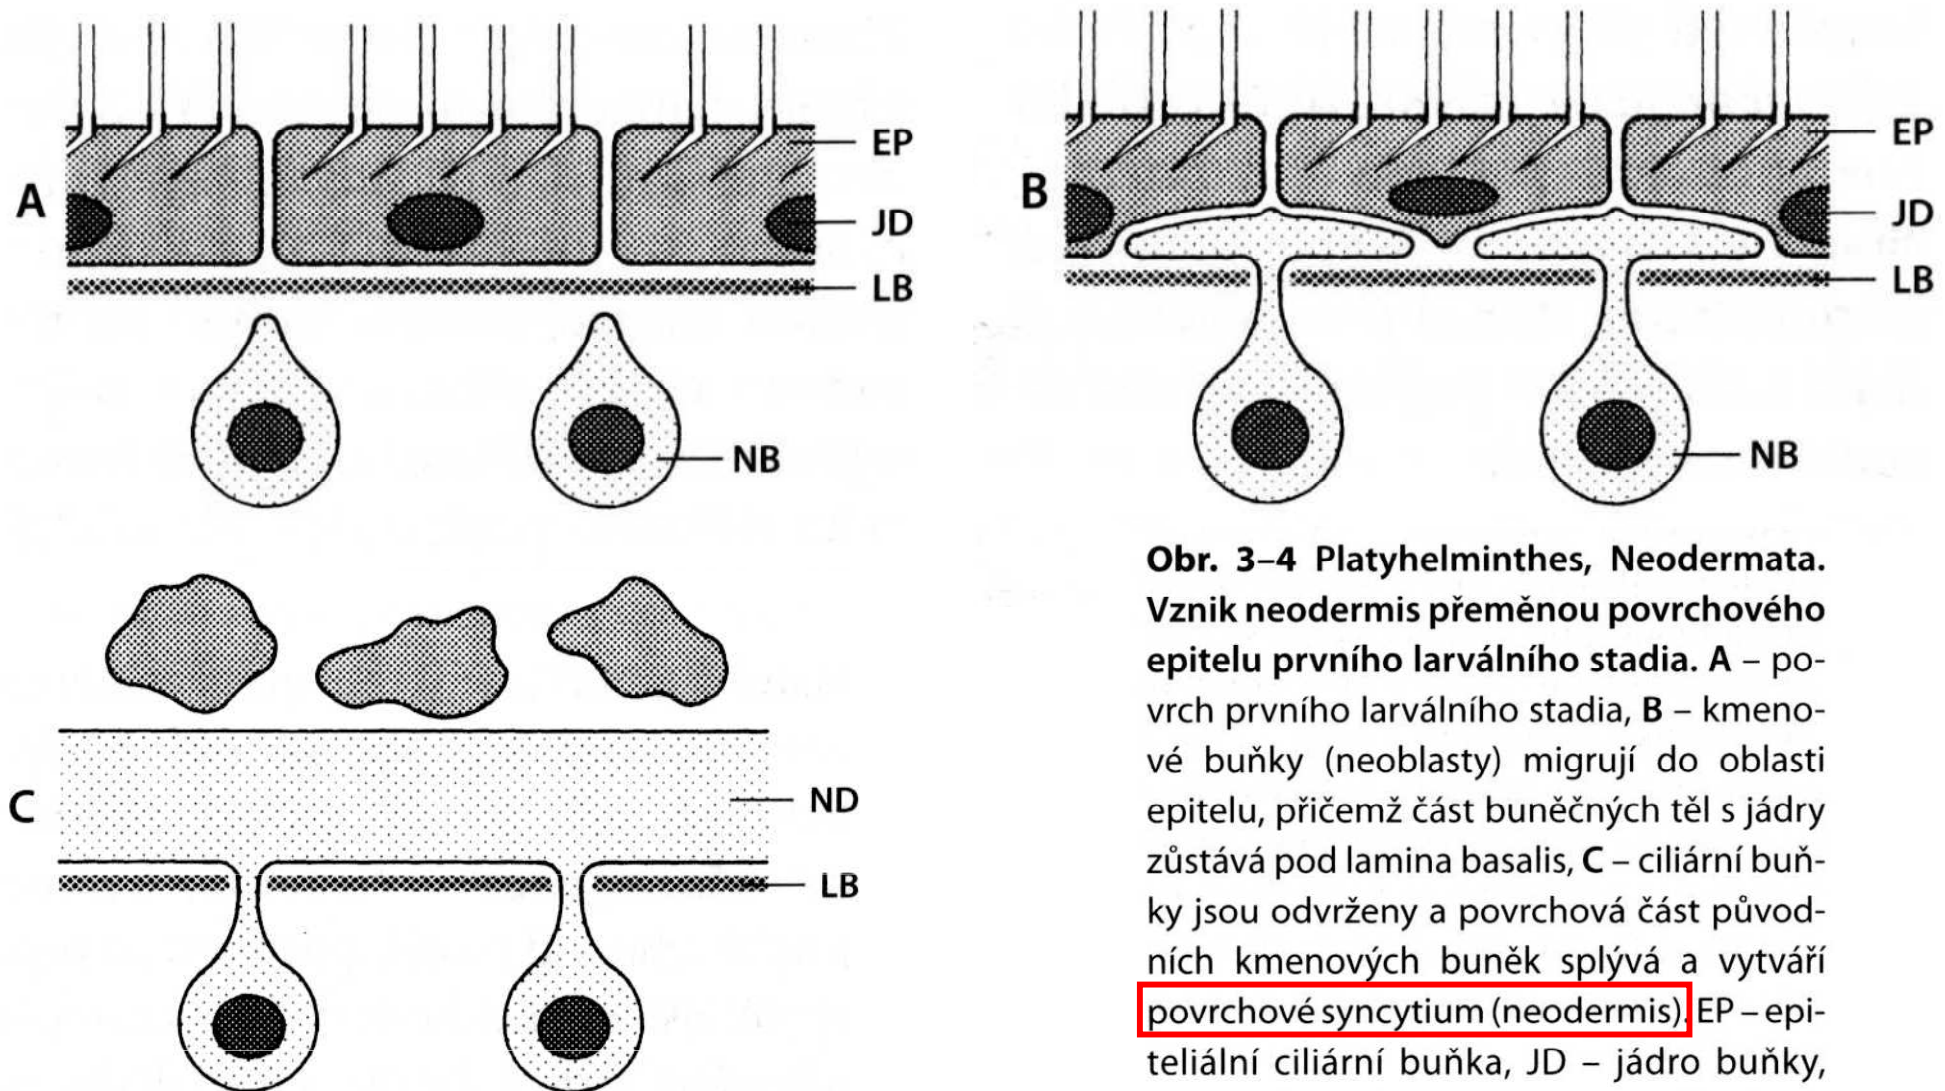 A
EP
JD
LB
NB
B
EP
JD
LB
NB
C
ND
LB
Obr. 3–4 Platyhelminthes, Neodermata.
Vznik neodermis přeměnou povrchového
epitelu prvního larválního stadia. A – po-
vrch prvního larválního stadia, B – kmeno-
vé buňky (neoblasty) migrují do oblasti
epitelu, přičemž část buněčných těl s jádry
zůstává pod lamina basalis, C – ciliární buň-
ky jsou odvrženy a povrchová část původ-
ních kmenových buněk splývá a vytváří
povrchové syncytium (neodermis). EP – epi-
teliální ciliární buňka, JD – jádro buňky,